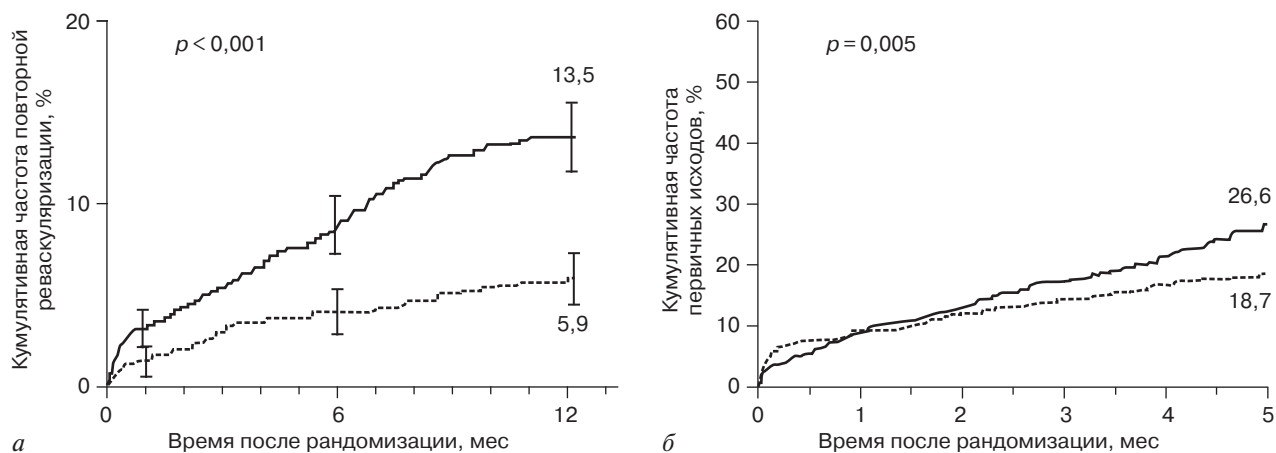 Кумулятивная частота повторной
реваскуляризации, %
20
10
0
p < 0,001
13,5
5,9
0
6
12
Время после рандомизации, мес
а
Кумулятивная частота
первичных исходов, %
60
50
40
30
20
10
0
p = 0,005
26,6
18,7
0
1
2
3
4
5
Время после рандомизации, мес
б